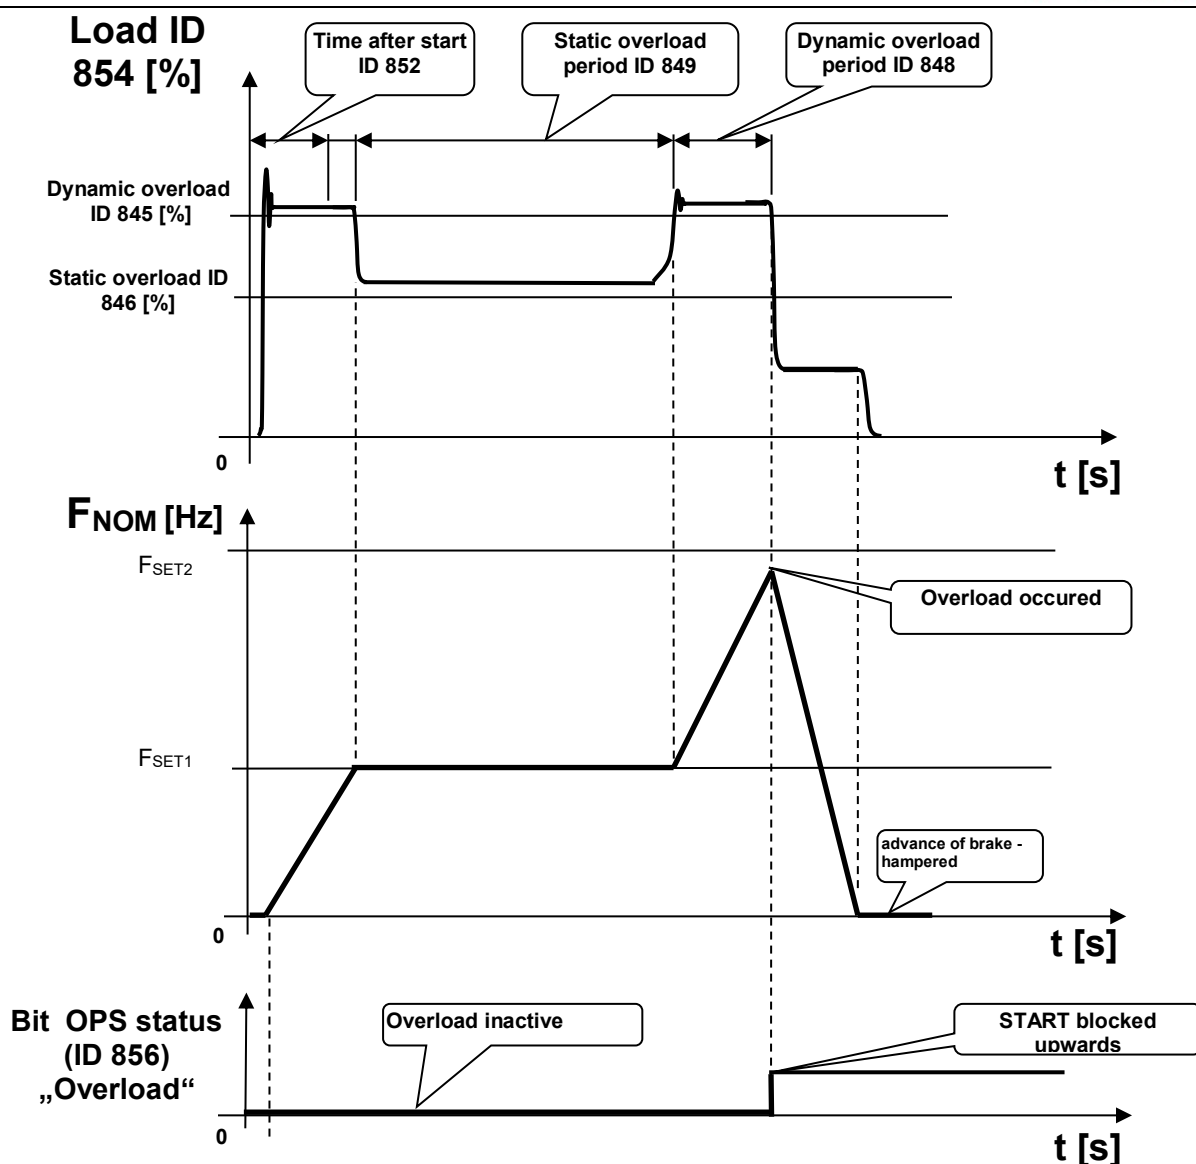 Load ID
854 [%]
Time after start
ID 852
Static overload
period ID 849
Dynamic overload
period ID 848
Dynamic overload
ID 845 [%]
Static overload ID
846 [%]
0
t [s]
FNOM [Hz]
FSET2
Overload occured
FSET1
advance of brake -
hampered
0
t [s]
Bit OPS status
(ID 856)
„Overload“
Overload inactive
START blocked
upwards
0
t [s]